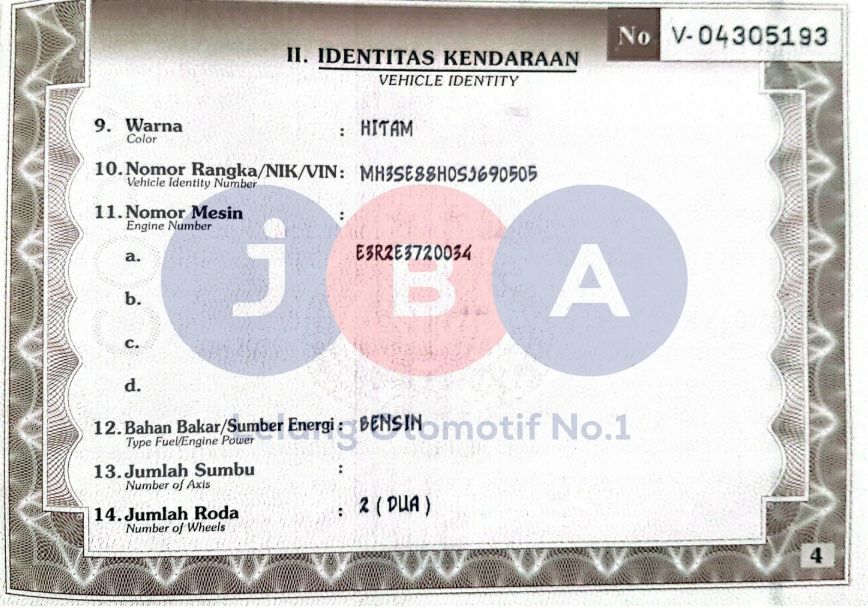 No V-04305193
II. IDENTITAS KENDARAAN
VEHICLE IDENTITY
9. Warna : HITAM
Color
10. Nomor Rangka/NIK/VIN: MH3SE88H0SJ690505
Vehicle Identity Number
11. Nomor Mesin :
Engine Number
a. E3R2E3720034
b.
c.
d.
jBA
Lelang Otomotif No.1
12. Bahan Bakar/Sumber Energi: BENSIN
Type Fuel/Engine Power
13. Jumlah Sumbu :
Number of Axis
14. Jumlah Roda : 2 ( DUA )
Number of Wheels
4